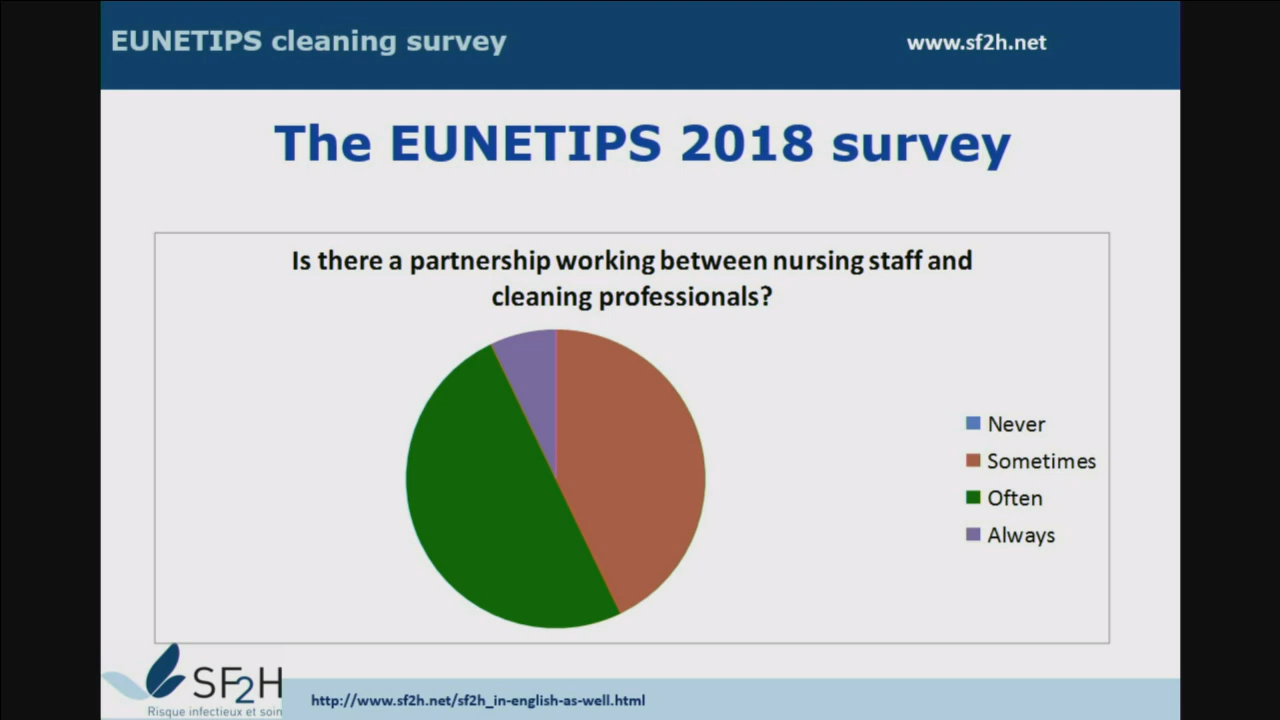 EUNETIPS cleaning survey
www.sf2h.net
The EUNETIPS 2018 survey
Is there a partnership working between nursing staff and
cleaning professionals?
Never
Sometimes
Often
Always
SF2H
Risque infectieux et soin
http://www.sf2h.net/sf2h_in-english-as-well.html